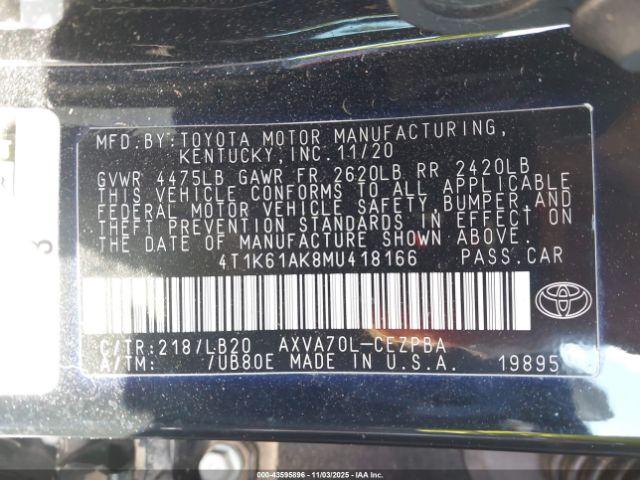 MFD.BY:TOYOTA MOTOR MANUFACTURING,
KENTUCKY,INC.11/20
GVWR 4475LB GAWR FR 2620LB RR 2420LB
THIS VEHICLE CONFORMS TO ALL APPLICABLE
FEDERAL MOTOR VEHICLE SAFETY, BUMPER,AND
THEFT PREVENTION STANDARDS IN EFFECT ON
THE DATE OF MANUFACTURE SHOWN ABOVE.
4T1K61AK8MU418166 PASS.CAR
C/TR:218/LB20 AXVA70L-CEZPBA
A/TM: /UB80E MADE IN U.S.A. 19895
© IAA 000-43595896 - 11/03/2025 - IAAI.COM